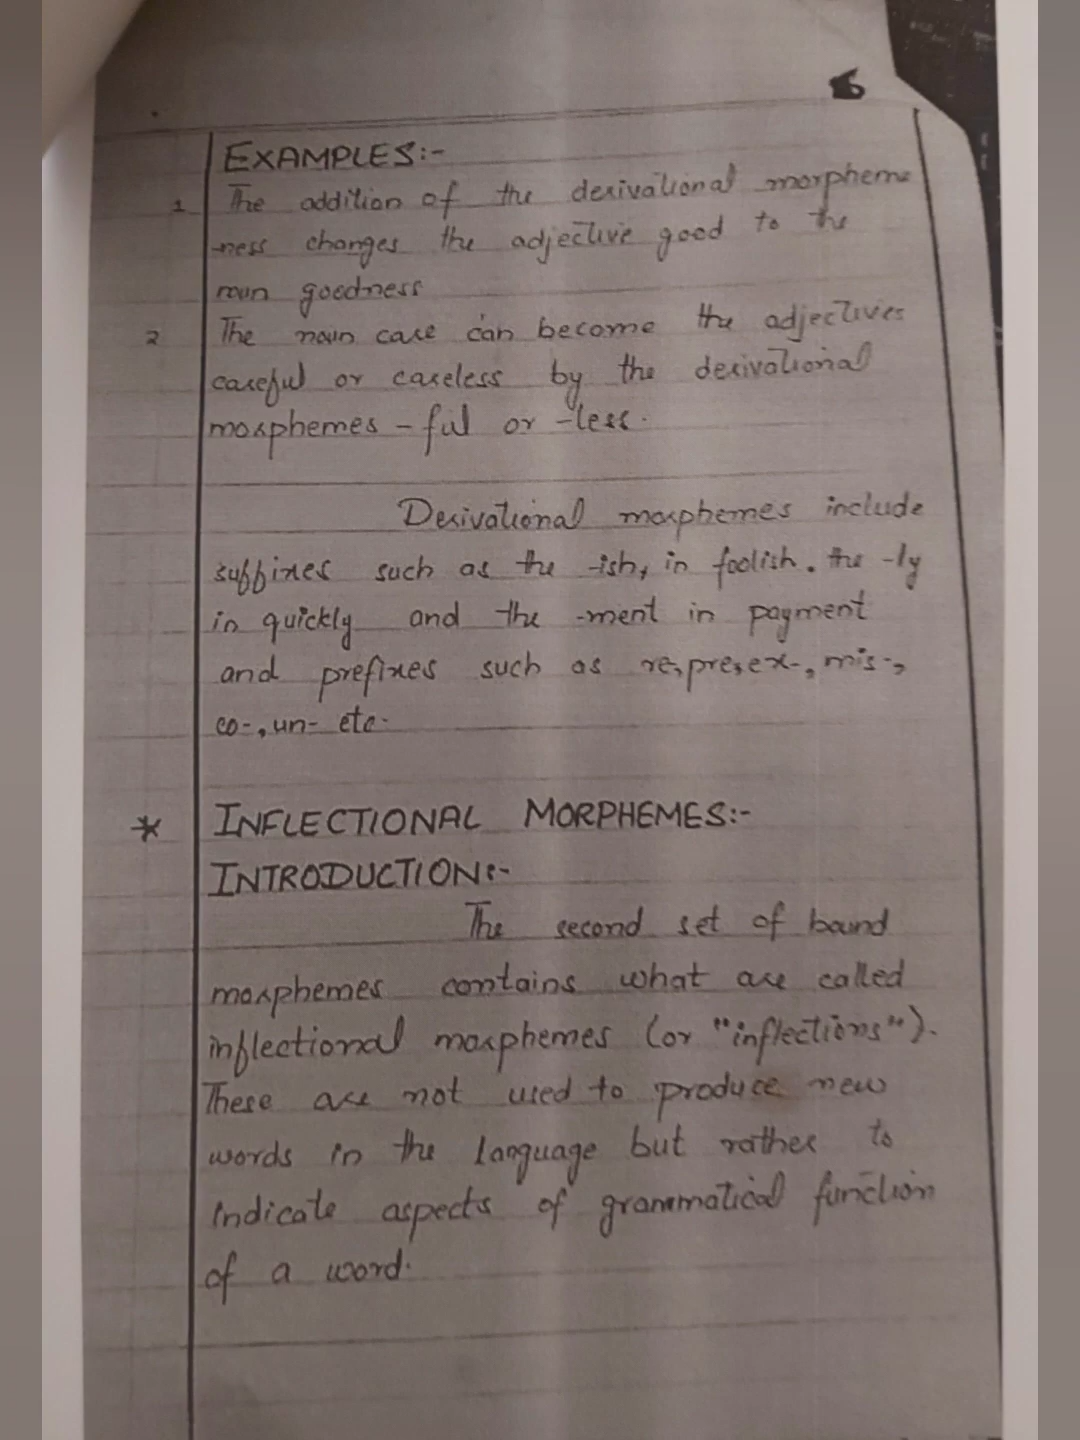 6
EXAMPLES:-
1 The addition of the derivational morpheme
-ness changes the adjective good to the
noun goodness
2 The noun care can become the adjectives
careful or careless by the derivational
morphemes - ful or -less.
Derivational morphemes include
suffixes such as the -ish, in foolish. the -ly
in quickly and the -ment in payment
and prefixes such as re, pre, ex-, mis-,
co-, un- etc.
* INFLECTIONAL MORPHEMES:-
INTRODUCTION:-
The second set of bound
morphemes contains what are called
inflectional morphemes (or "inflections").
These are not used to produce new
words in the language but rather to
indicate aspects of grammatical function
of a word.